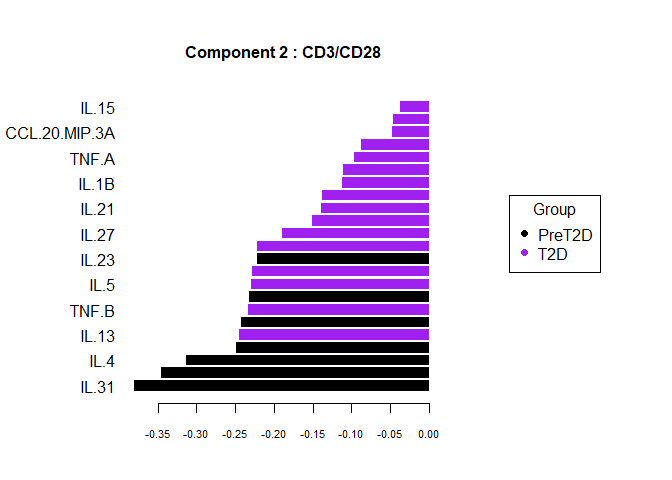 Component 2 : CD3/CD28
IL.15
CCL.20.MIP.3A
TNF.A
IL.1B
IL.21
IL.27
IL.23
IL.5
TNF.B
IL.13
IL.4
IL.31
-0.35 -0.30 -0.25 -0.20 -0.15 -0.10 -0.05 0.00
Group
PreT2D
T2D